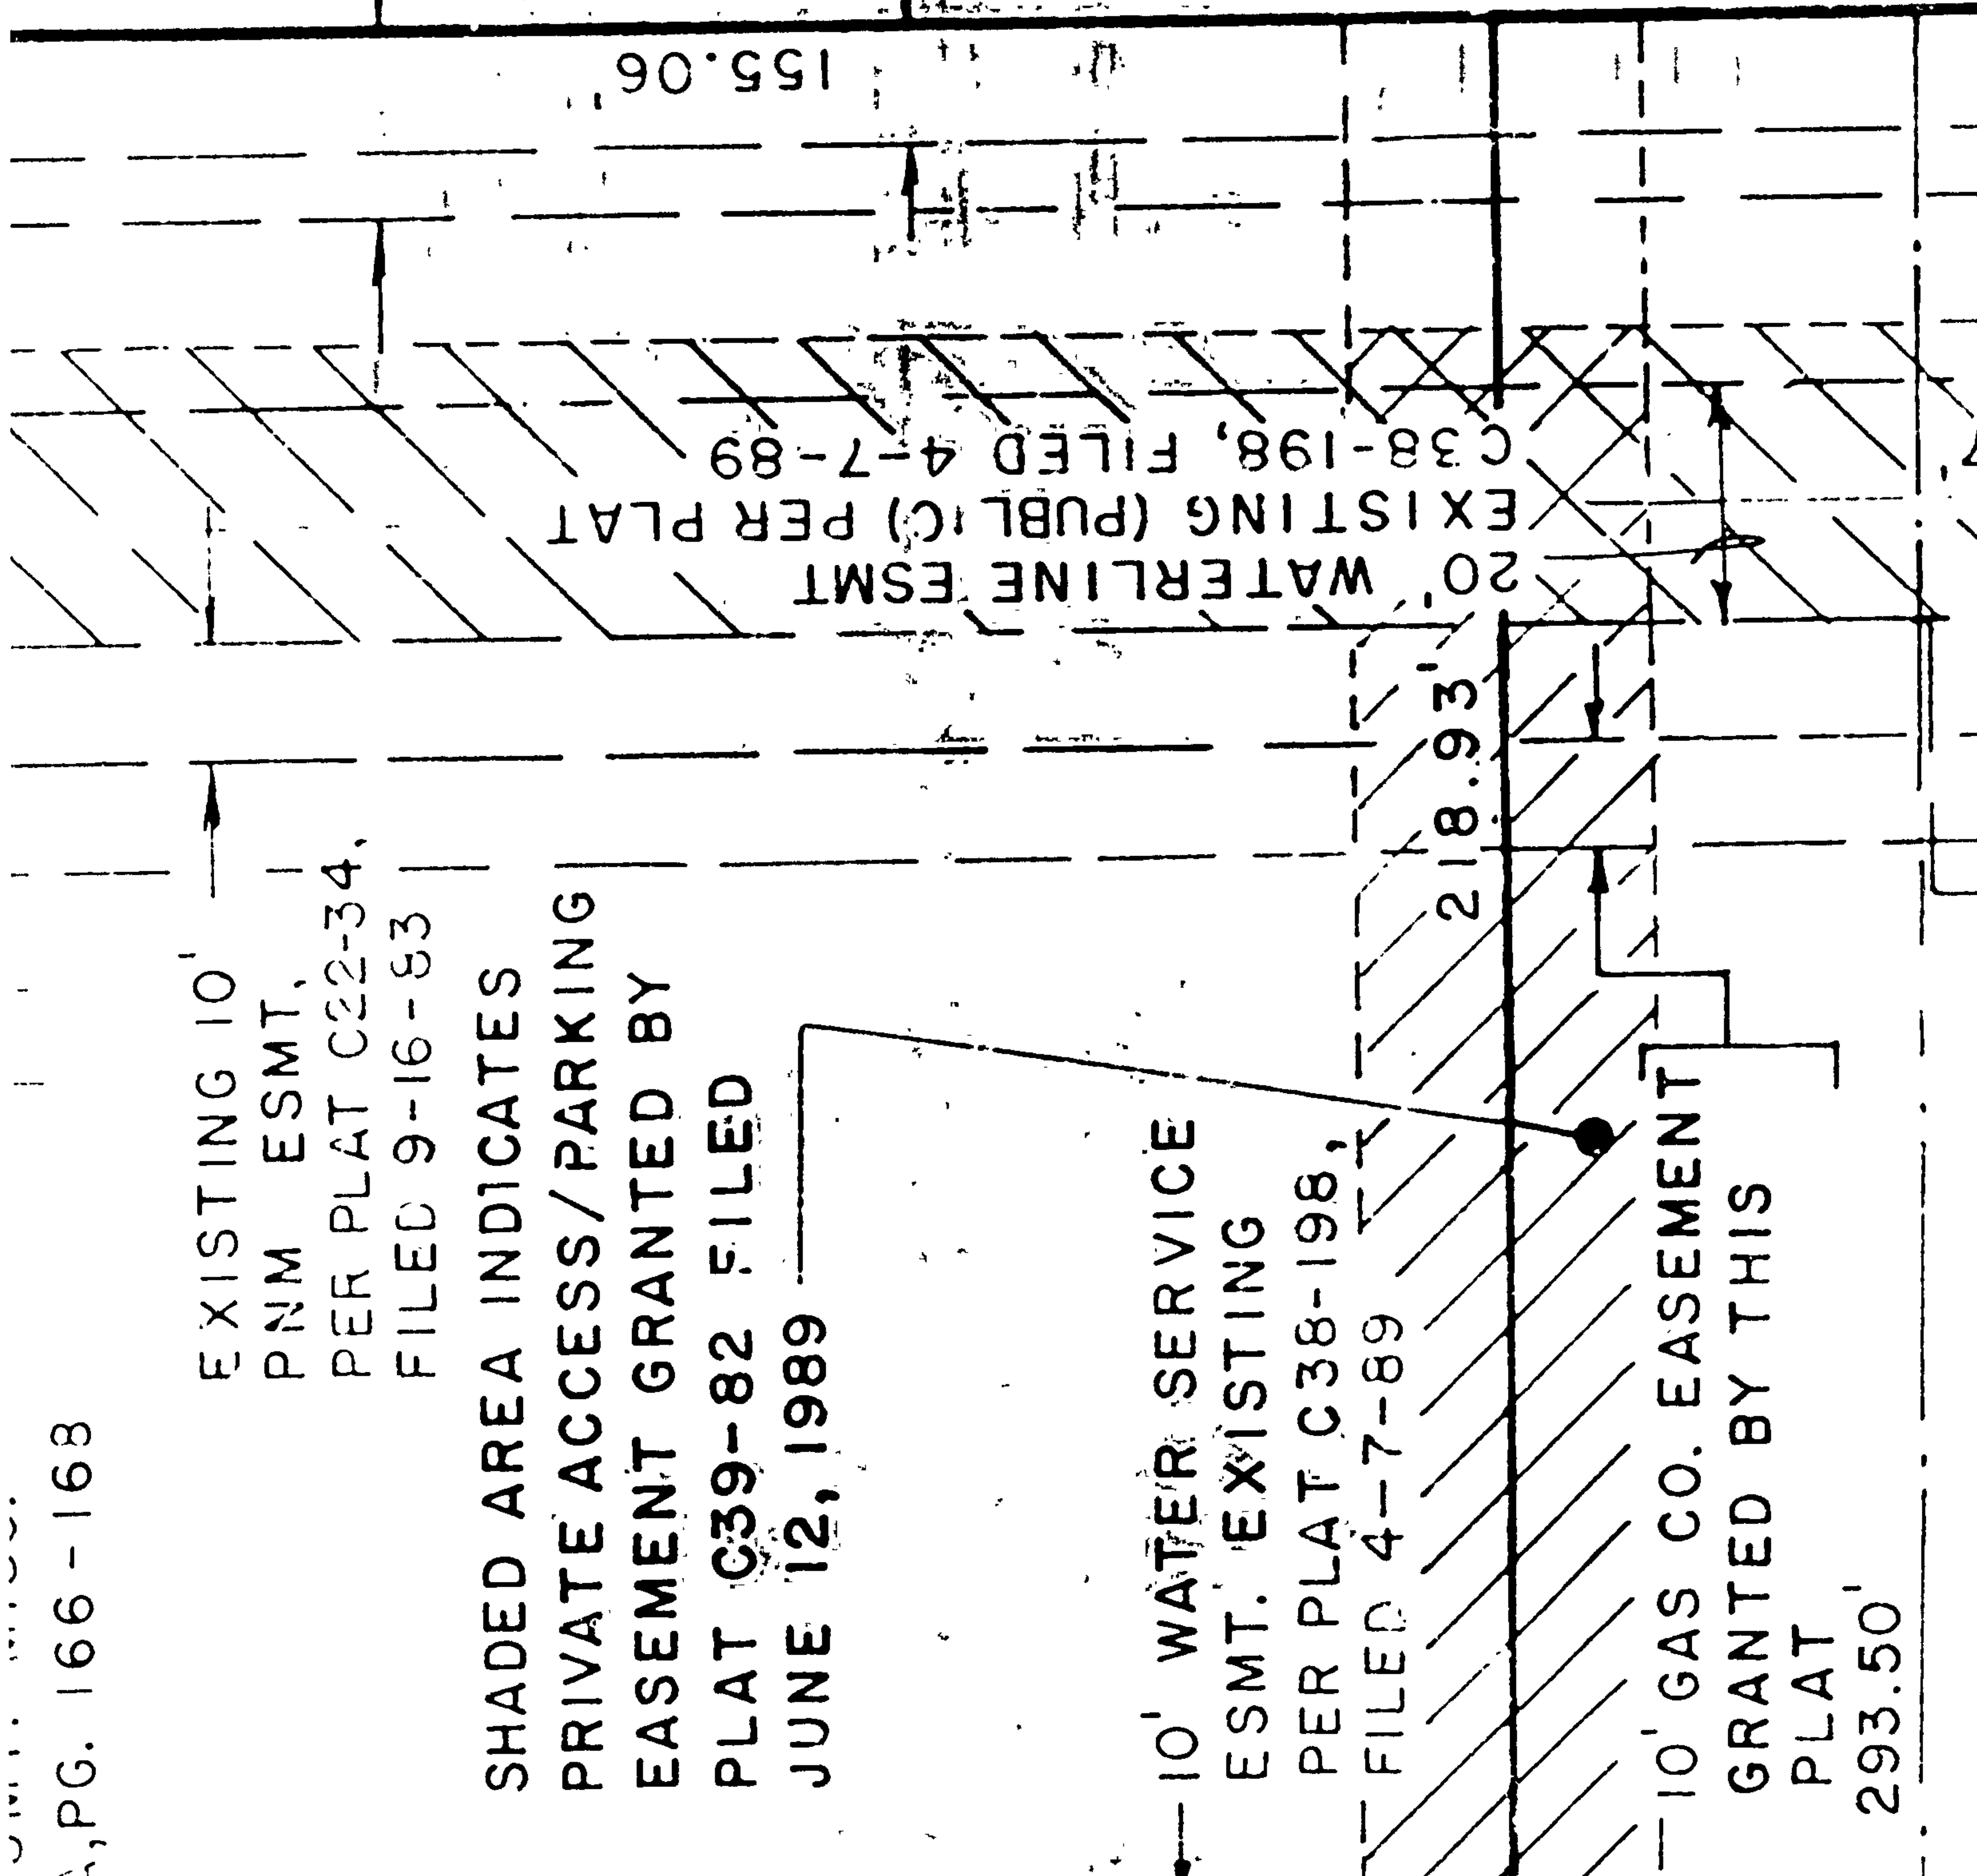 155.06'
20' WATERLINE ESMT
EXISTING (PUBLIC) PER PLAT
C38-198, FILED 4-7-89
218.93'
EXISTING 10'
PNM ESMT.
PER PLAT C22-34,
FILED 9-16-83
SHADED AREA INDICATES
PRIVATE ACCESS/PARKING
EASEMENT GRANTED BY
PLAT C39-82 FILED
JUNE 12, 1989
10' WATER SERVICE
ESMT. EXISTING
PER PLAT C38-198,
FILED 4-7-89
10' GAS CO. EASEMENT
GRANTED BY THIS
PLAT
293.50'
PG. 166-168